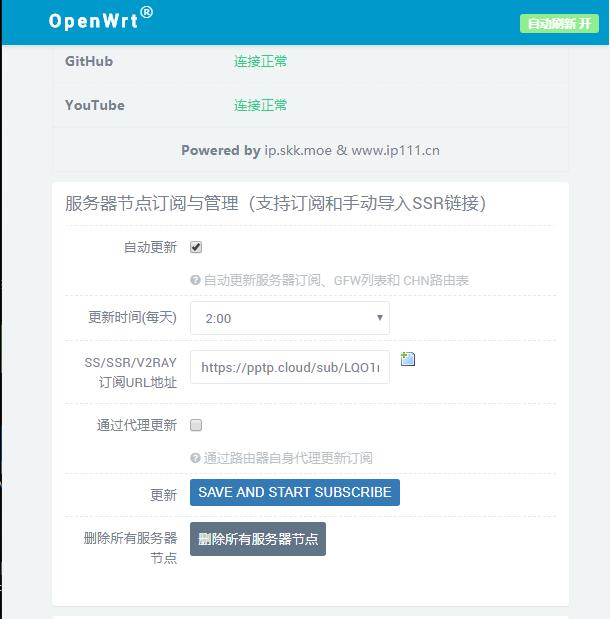 OpenWrt®
自动刷新 开
GitHub 连接正常
YouTube 连接正常
Powered by ip.skk.moe & www.ip111.cn
服务器节点订阅与管理（支持订阅和手动导入SSR链接）
自动更新
自动更新服务器订阅、GFW列表和 CHN路由表
更新时间(每天) 2:00
SS/SSR/V2RAY
订阅URL地址
https://pptp.cloud/sub/LQO1
通过代理更新
通过路由器自身代理更新订阅
更新 SAVE AND START SUBSCRIBE
删除所有服务器
节点
删除所有服务器节点